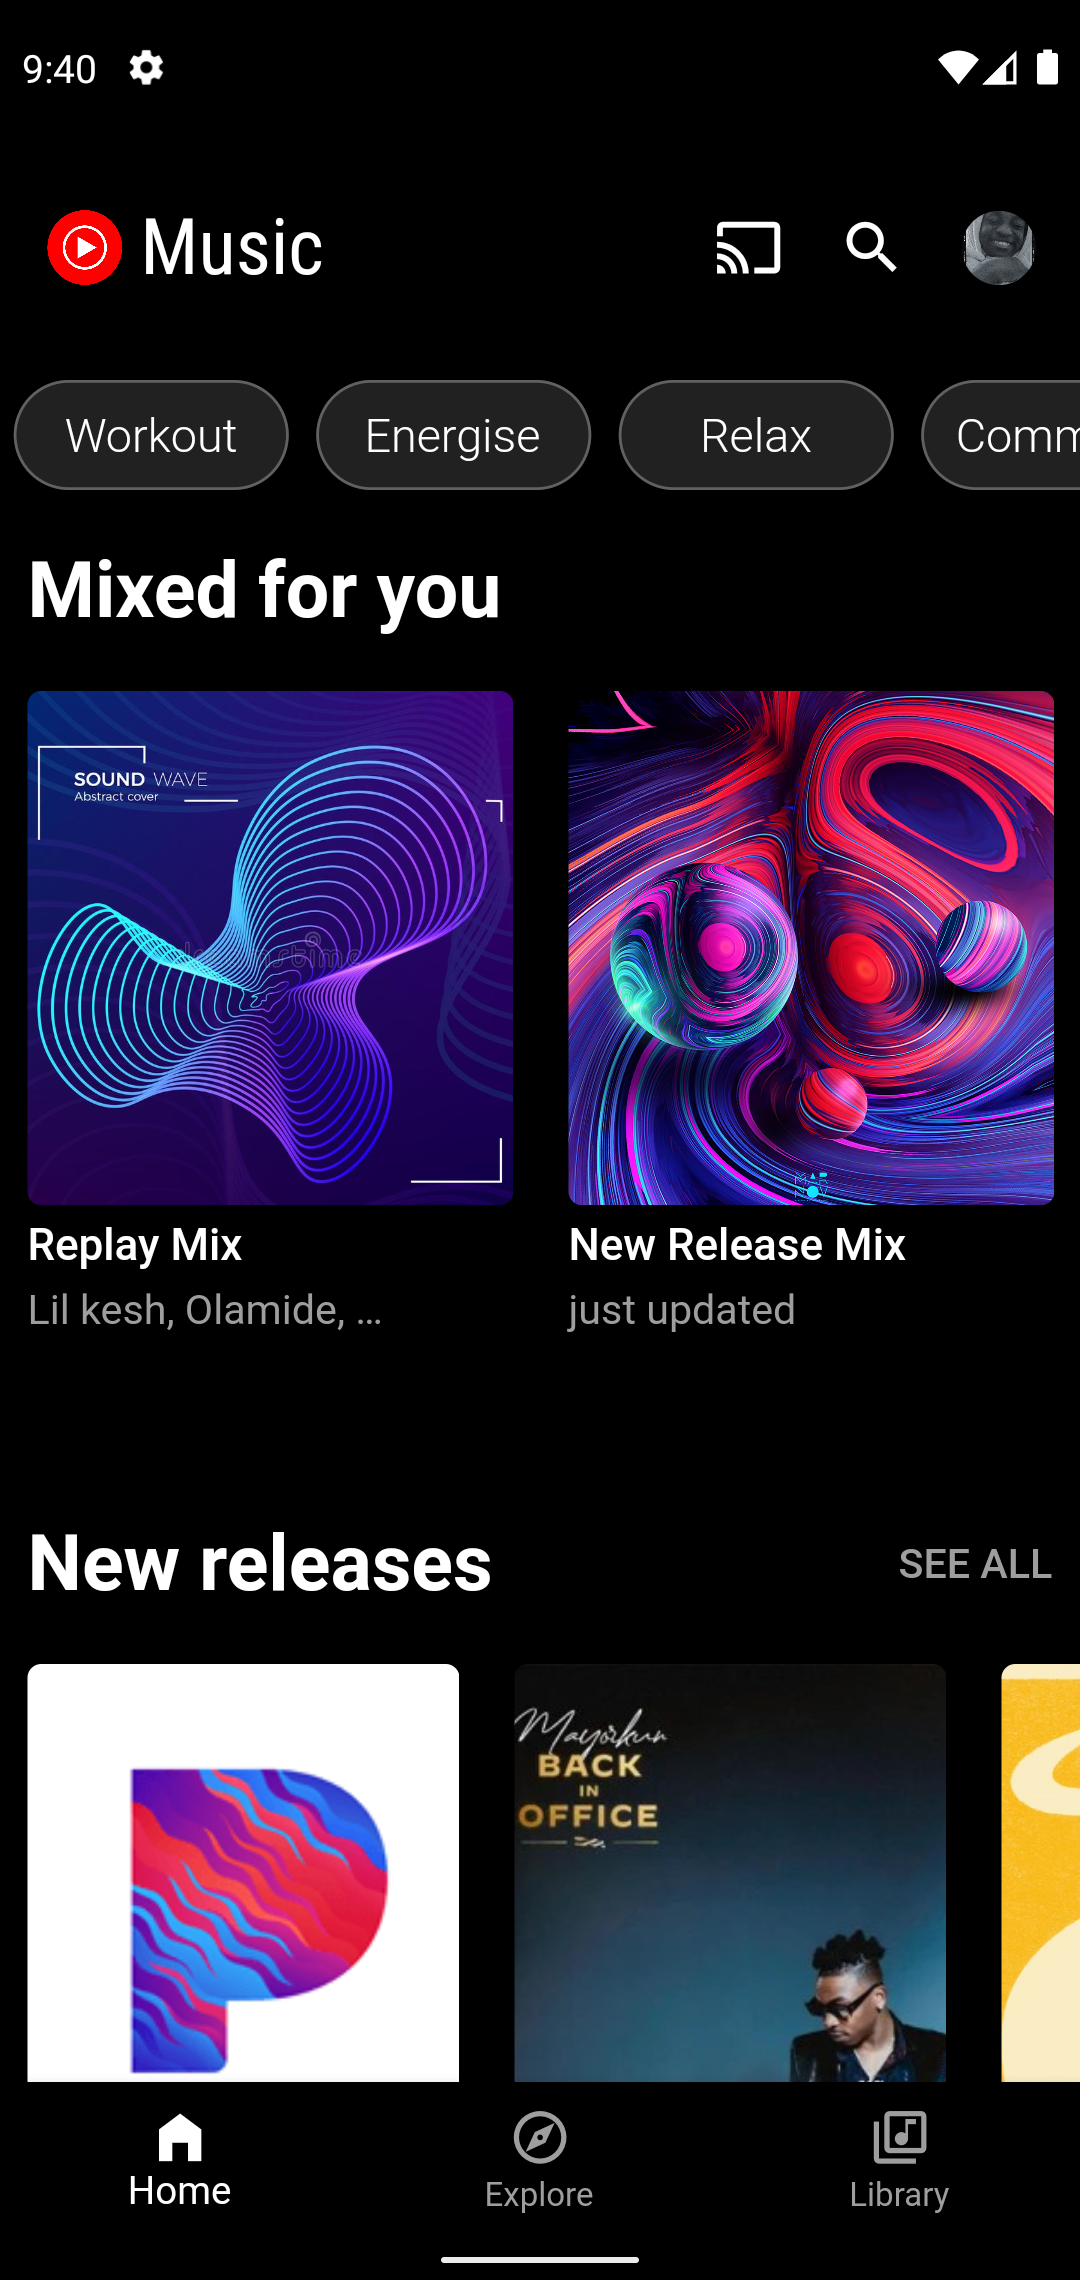 9:40
Music
Workout
Energise
Relax
Comm
Mixed for you
SOUND WAVE
Abstract cover
Replay Mix
Lil kesh, Olamide, ...
New Release Mix
just updated
New releases
SEE ALL
Mayorkun
BACK
IN
OFFICE
Home
Explore
Library